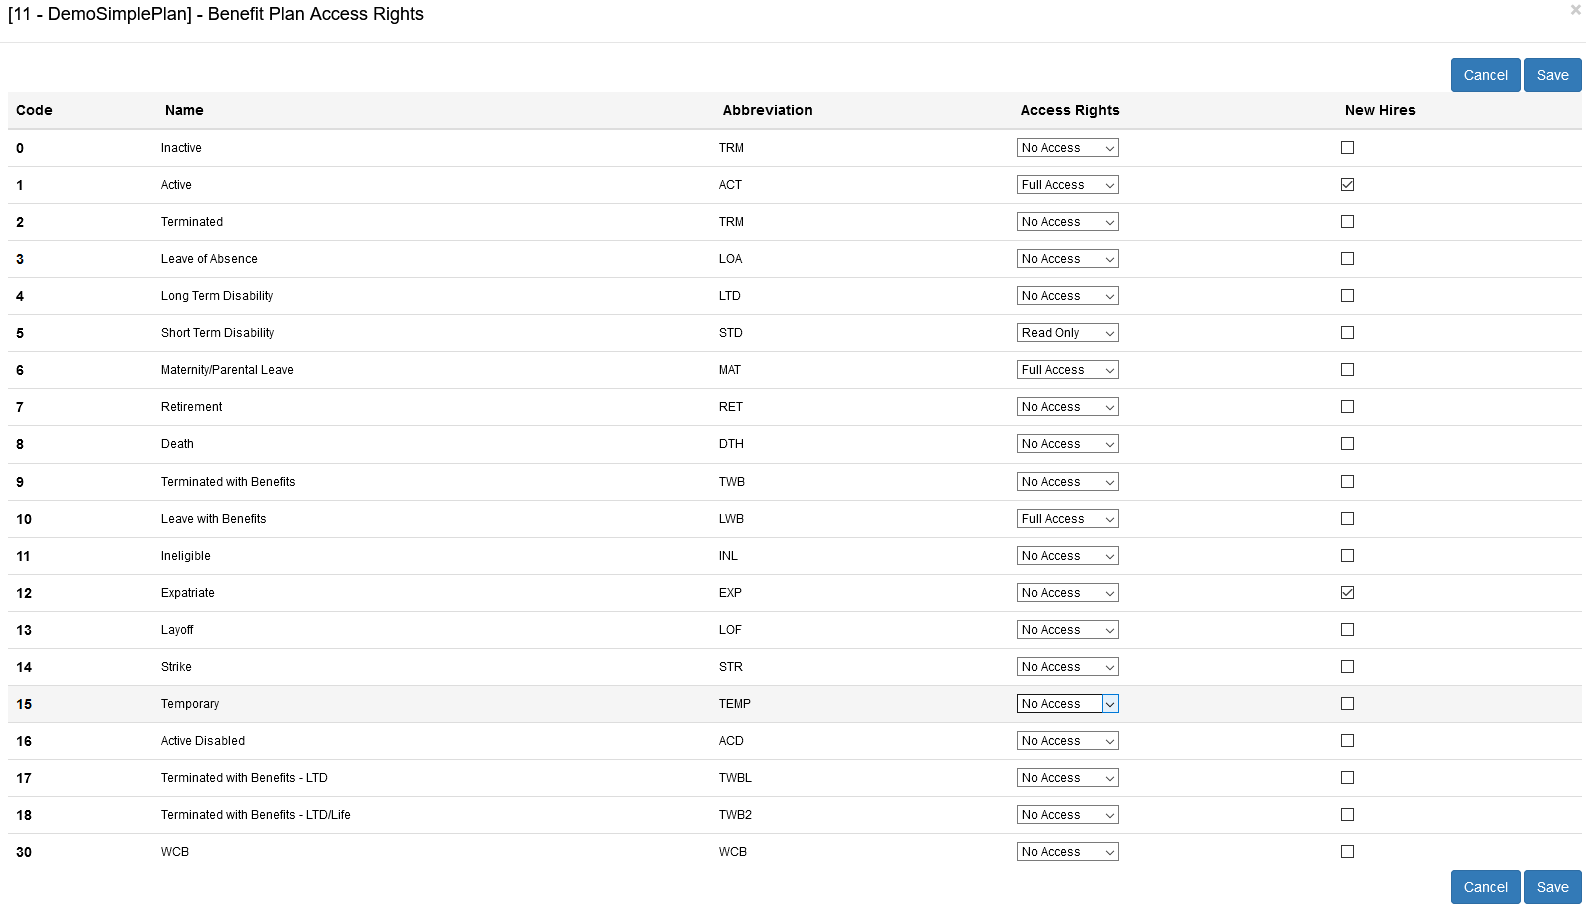 [11 - DemoSimplePlan] - Benefit Plan Access Rights ×
Cancel Save
Code Name Abbreviation Access Rights New Hires
0 Inactive TRM No Access
1 Active ACT Full Access
2 Terminated TRM No Access
3 Leave of Absence LOA No Access
4 Long Term Disability LTD No Access
5 Short Term Disability STD Read Only
6 Maternity/Parental Leave MAT Full Access
7 Retirement RET No Access
8 Death DTH No Access
9 Terminated with Benefits TWB No Access
10 Leave with Benefits LWB Full Access
11 Ineligible INL No Access
12 Expatriate EXP No Access
13 Layoff LOF No Access
14 Strike STR No Access
15 Temporary TEMP No Access
16 Active Disabled ACD No Access
17 Terminated with Benefits - LTD TWBL No Access
18 Terminated with Benefits - LTD/Life TWB2 No Access
30 WCB WCB No Access
Cancel Save